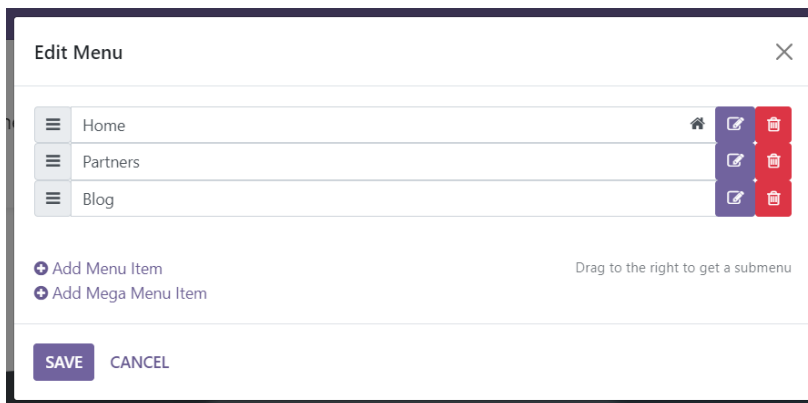 Edit Menu
Home
Partners
Blog
Add Menu Item
Drag to the right to get a submenu
Add Mega Menu Item
SAVE
CANCEL